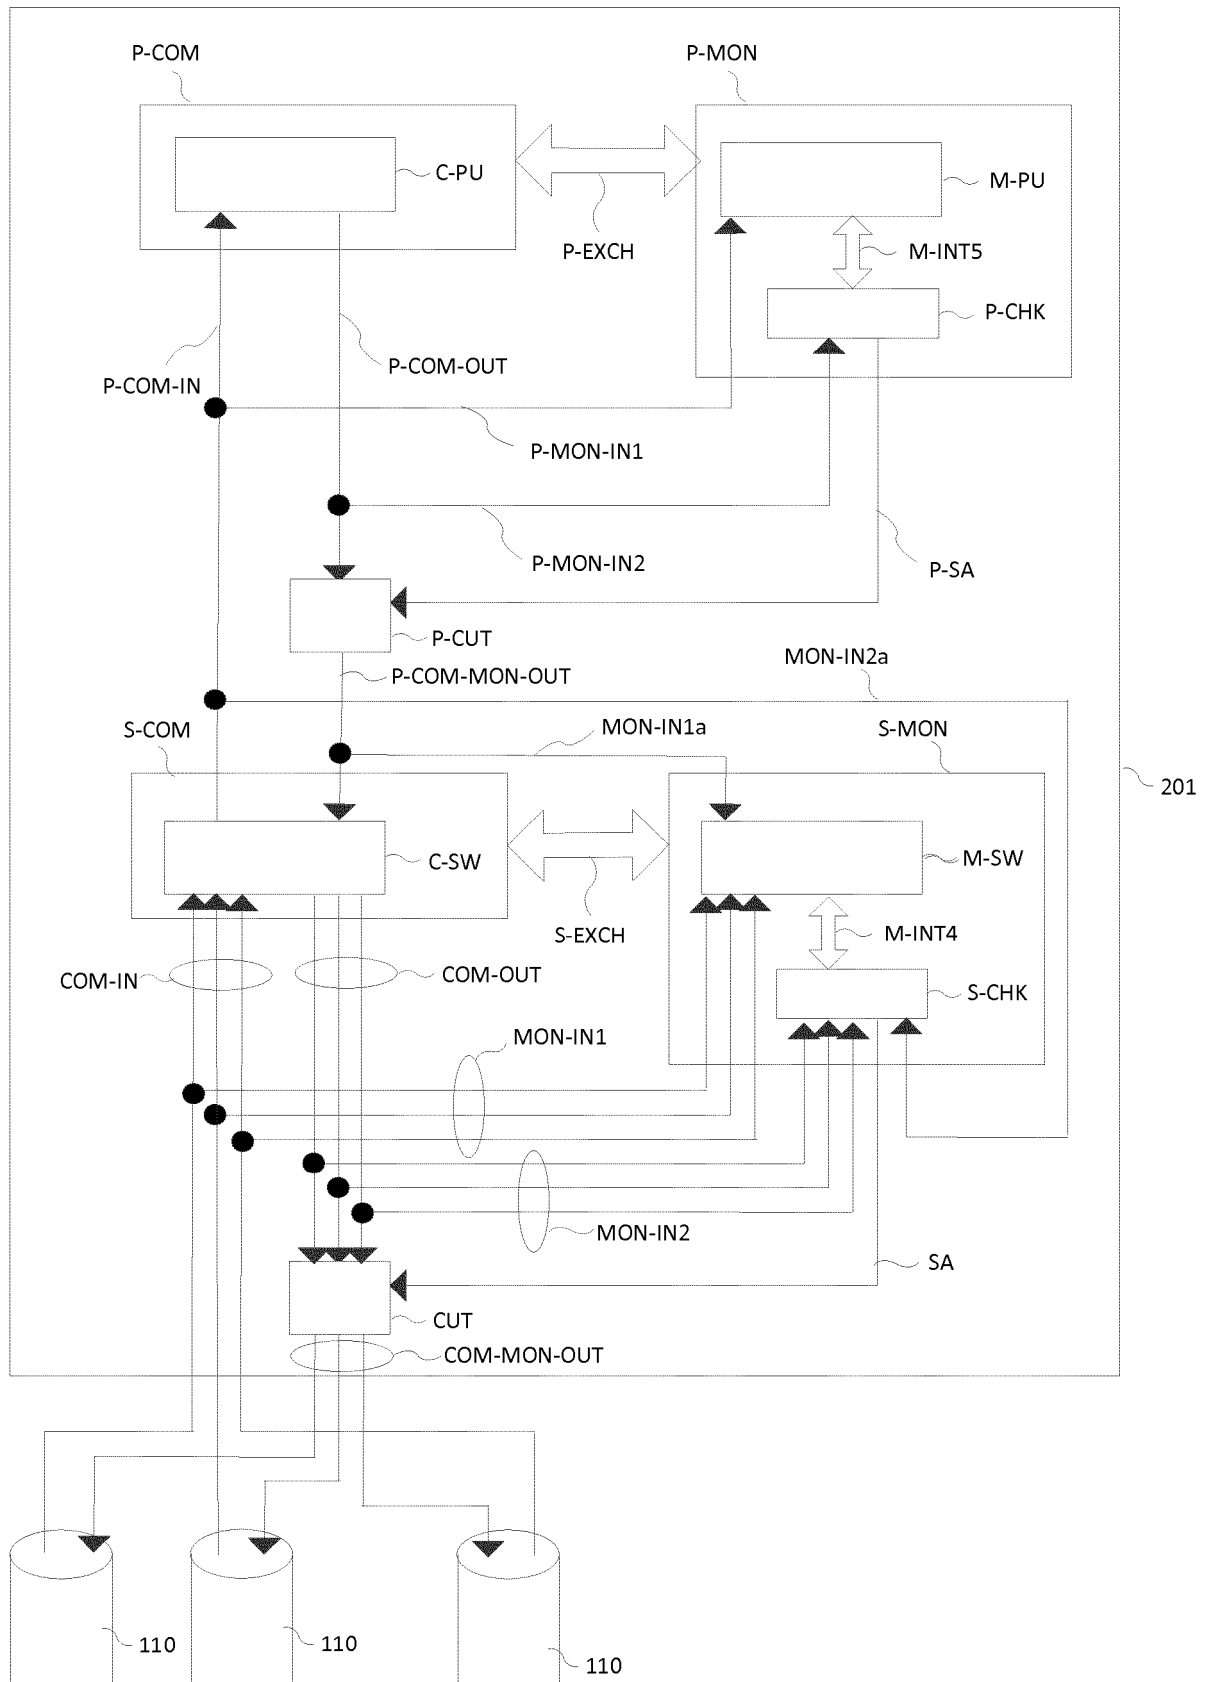 P-COM
P-MON
C-PU
M-PU
P-EXCH
M-INT5
P-CHK
P-COM-OUT
P-COM-IN
P-MON-IN1
P-MON-IN2
P-SA
P-CUT
MON-IN2a
P-COM-MON-OUT
S-COM
MON-IN1a
S-MON
201
C-SW
M-SW
S-EXCH
M-INT4
COM-IN
COM-OUT
S-CHK
MON-IN1
MON-IN2
SA
CUT
COM-MON-OUT
110
110
110